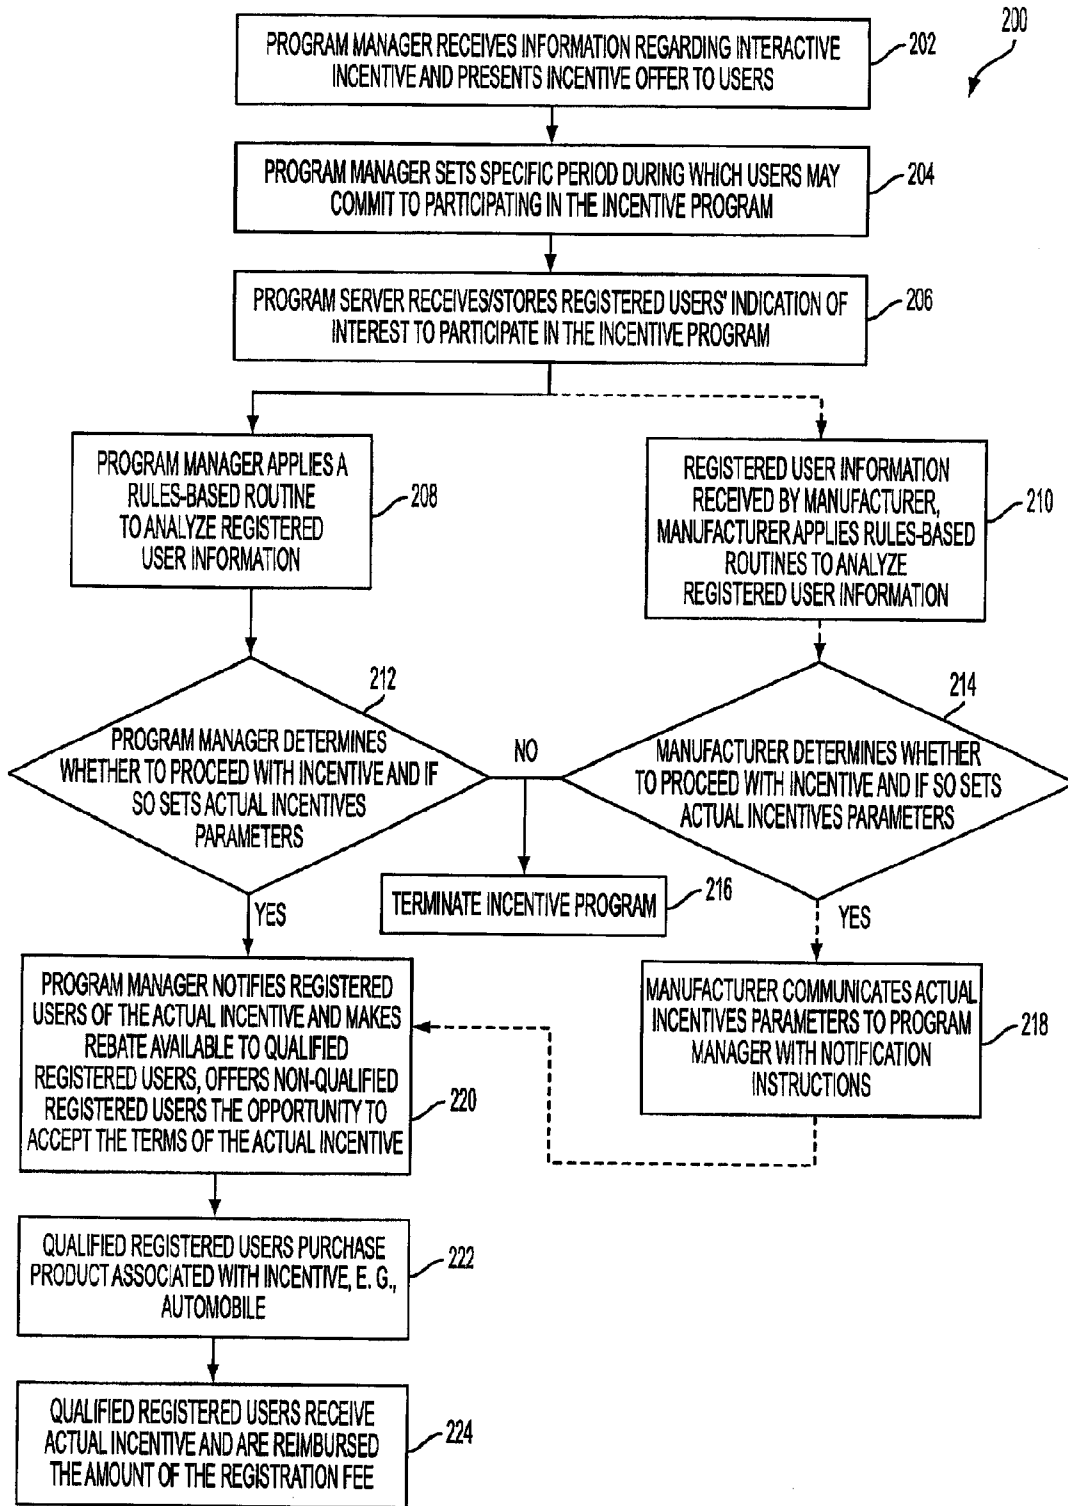 200
PROGRAM MANAGER RECEIVES INFORMATION REGARDING INTERACTIVE
INCENTIVE AND PRESENTS INCENTIVE OFFER TO USERS
202
PROGRAM MANAGER SETS SPECIFIC PERIOD DURING WHICH USERS MAY
COMMIT TO PARTICIPATING IN THE INCENTIVE PROGRAM
204
PROGRAM SERVER RECEIVES/STORES REGISTERED USERS' INDICATION OF
INTEREST TO PARTICIPATE IN THE INCENTIVE PROGRAM
206
PROGRAM MANAGER APPLIES A
RULES-BASED ROUTINE
TO ANALYZE REGISTERED
USER INFORMATION
208
REGISTERED USER INFORMATION
RECEIVED BY MANUFACTURER,
MANUFACTURER APPLIES RULES-BASED
ROUTINES TO ANALYZE
REGISTERED USER INFORMATION
210
212
PROGRAM MANAGER DETERMINES
WHETHER TO PROCEED WITH INCENTIVE AND IF
SO SETS ACTUAL INCENTIVES
PARAMETERS
NO
214
MANUFACTURER DETERMINES WHETHER
TO PROCEED WITH INCENTIVE AND IF SO SETS
ACTUAL INCENTIVES PARAMETERS
TERMINATE INCENTIVE PROGRAM
216
YES
YES
PROGRAM MANAGER NOTIFIES REGISTERED
USERS OF THE ACTUAL INCENTIVE AND MAKES
REBATE AVAILABLE TO QUALIFIED
REGISTERED USERS, OFFERS NON-QUALIFIED
REGISTERED USERS THE OPPORTUNITY TO
ACCEPT THE TERMS OF THE ACTUAL INCENTIVE
220
MANUFACTURER COMMUNICATES ACTUAL
INCENTIVES PARAMETERS TO PROGRAM
MANAGER WITH NOTIFICATION
INSTRUCTIONS
218
QUALIFIED REGISTERED USERS PURCHASE
PRODUCT ASSOCIATED WITH INCENTIVE, E. G.,
AUTOMOBILE
222
QUALIFIED REGISTERED USERS RECEIVE
ACTUAL INCENTIVE AND ARE REIMBURSED
THE AMOUNT OF THE REGISTRATION FEE
224